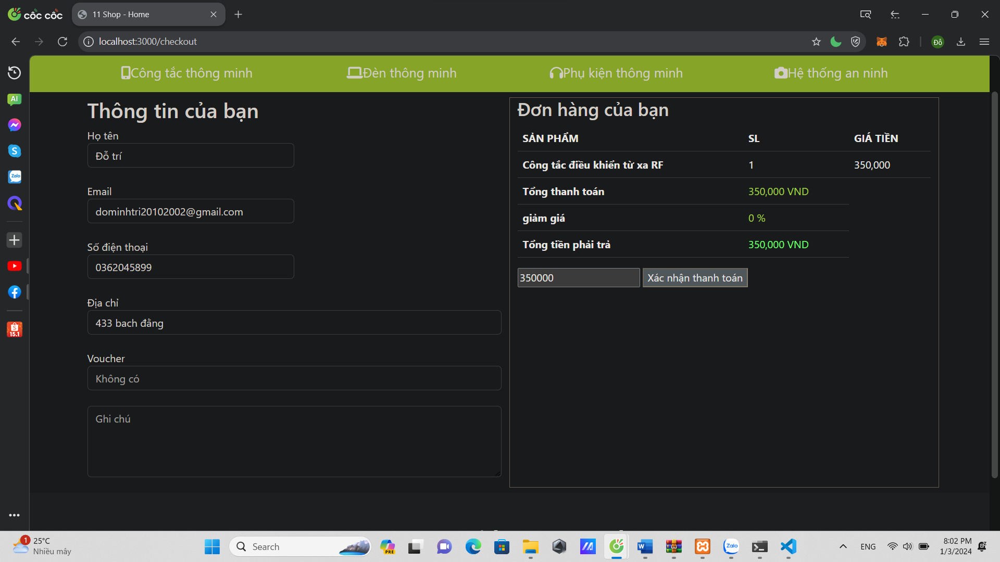 cốc cốc
11 Shop - Home
localhost:3000/checkout
Đỗ
AI
Zalo
15.1
Công tắc thông minh
Đèn thông minh
Phụ kiện thông minh
Hệ thống an ninh
Thông tin của bạn
Họ tên
Đỗ trí
Email
dominhtri20102002@gmail.com
Số điện thoại
0362045899
Địa chỉ
433 bach đằng
Voucher
Không có
Ghi chú
Đơn hàng của bạn
SẢN PHẨM SL GIÁ TIỀN
Công tắc điều khiển từ xa RF 1 350,000
Tổng thanh toán 350,000 VND
giảm giá 0 %
Tổng tiền phải trả 350,000 VND
350000 Xác nhận thanh toán
1
25°C
Nhiều mây
Search
PRE
Zalo
ENG
8:02 PM
1/3/2024